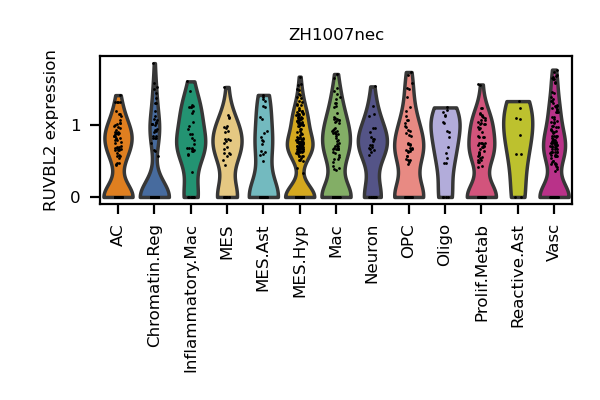 ZH1007nec
RUVBL2 expression
1
0
AC
Chromatin.Reg
Inflammatory.Mac
MES
MES.Ast
MES.Hyp
Mac
Neuron
OPC
Oligo
Prolif.Metab
Reactive.Ast
Vasc